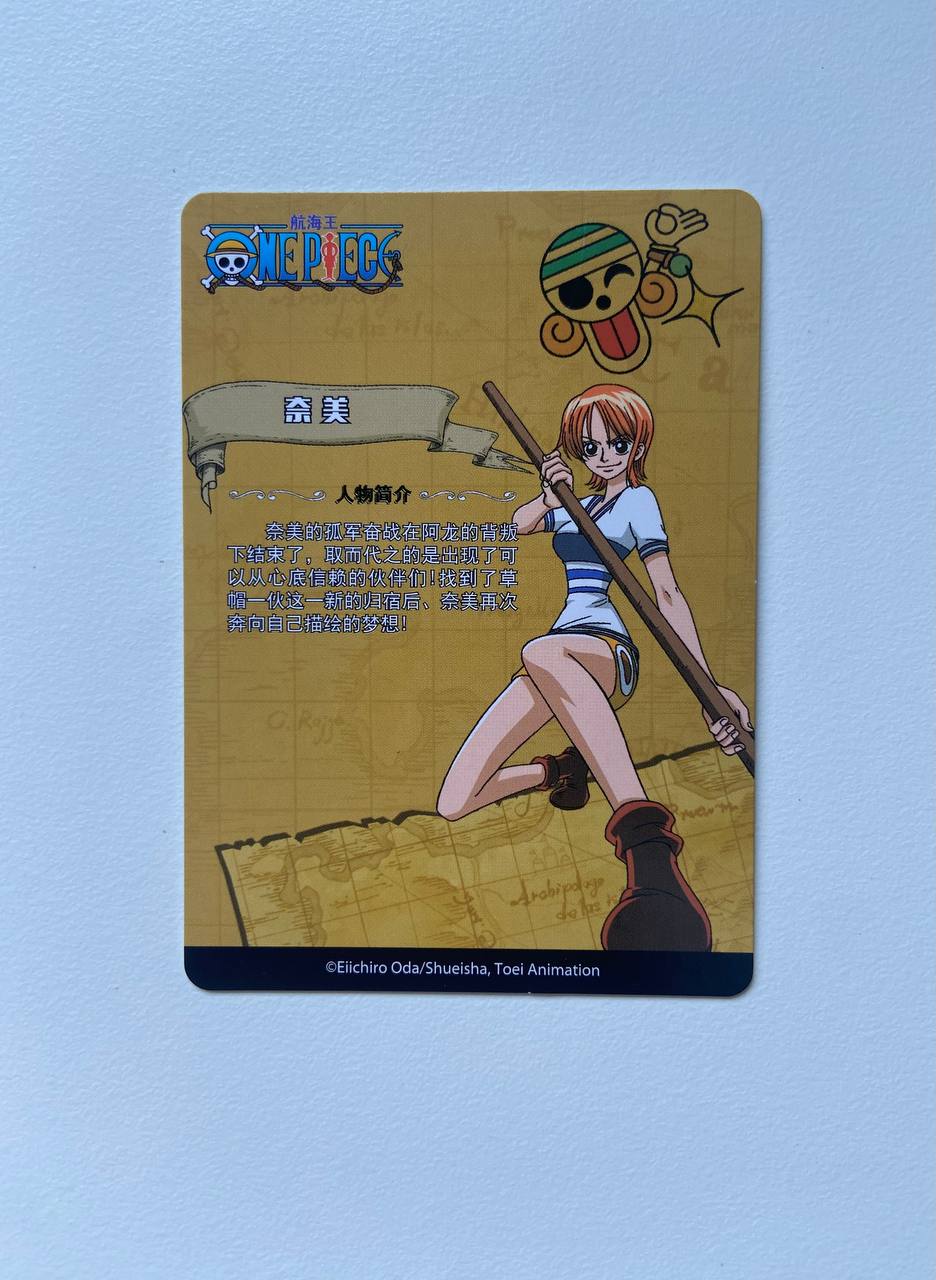 航海王
ONE PIECE
奈美
人物简介
奈美的孤军奋战在阿龙的背叛
下结束了，取而代之的是出现了可
以从心底信赖的伙伴们!找到了草
帽一伙这一新的归宿后、奈美再次
奔向自己描绘的梦想!
©Eiichiro Oda/Shueisha, Toei Animation